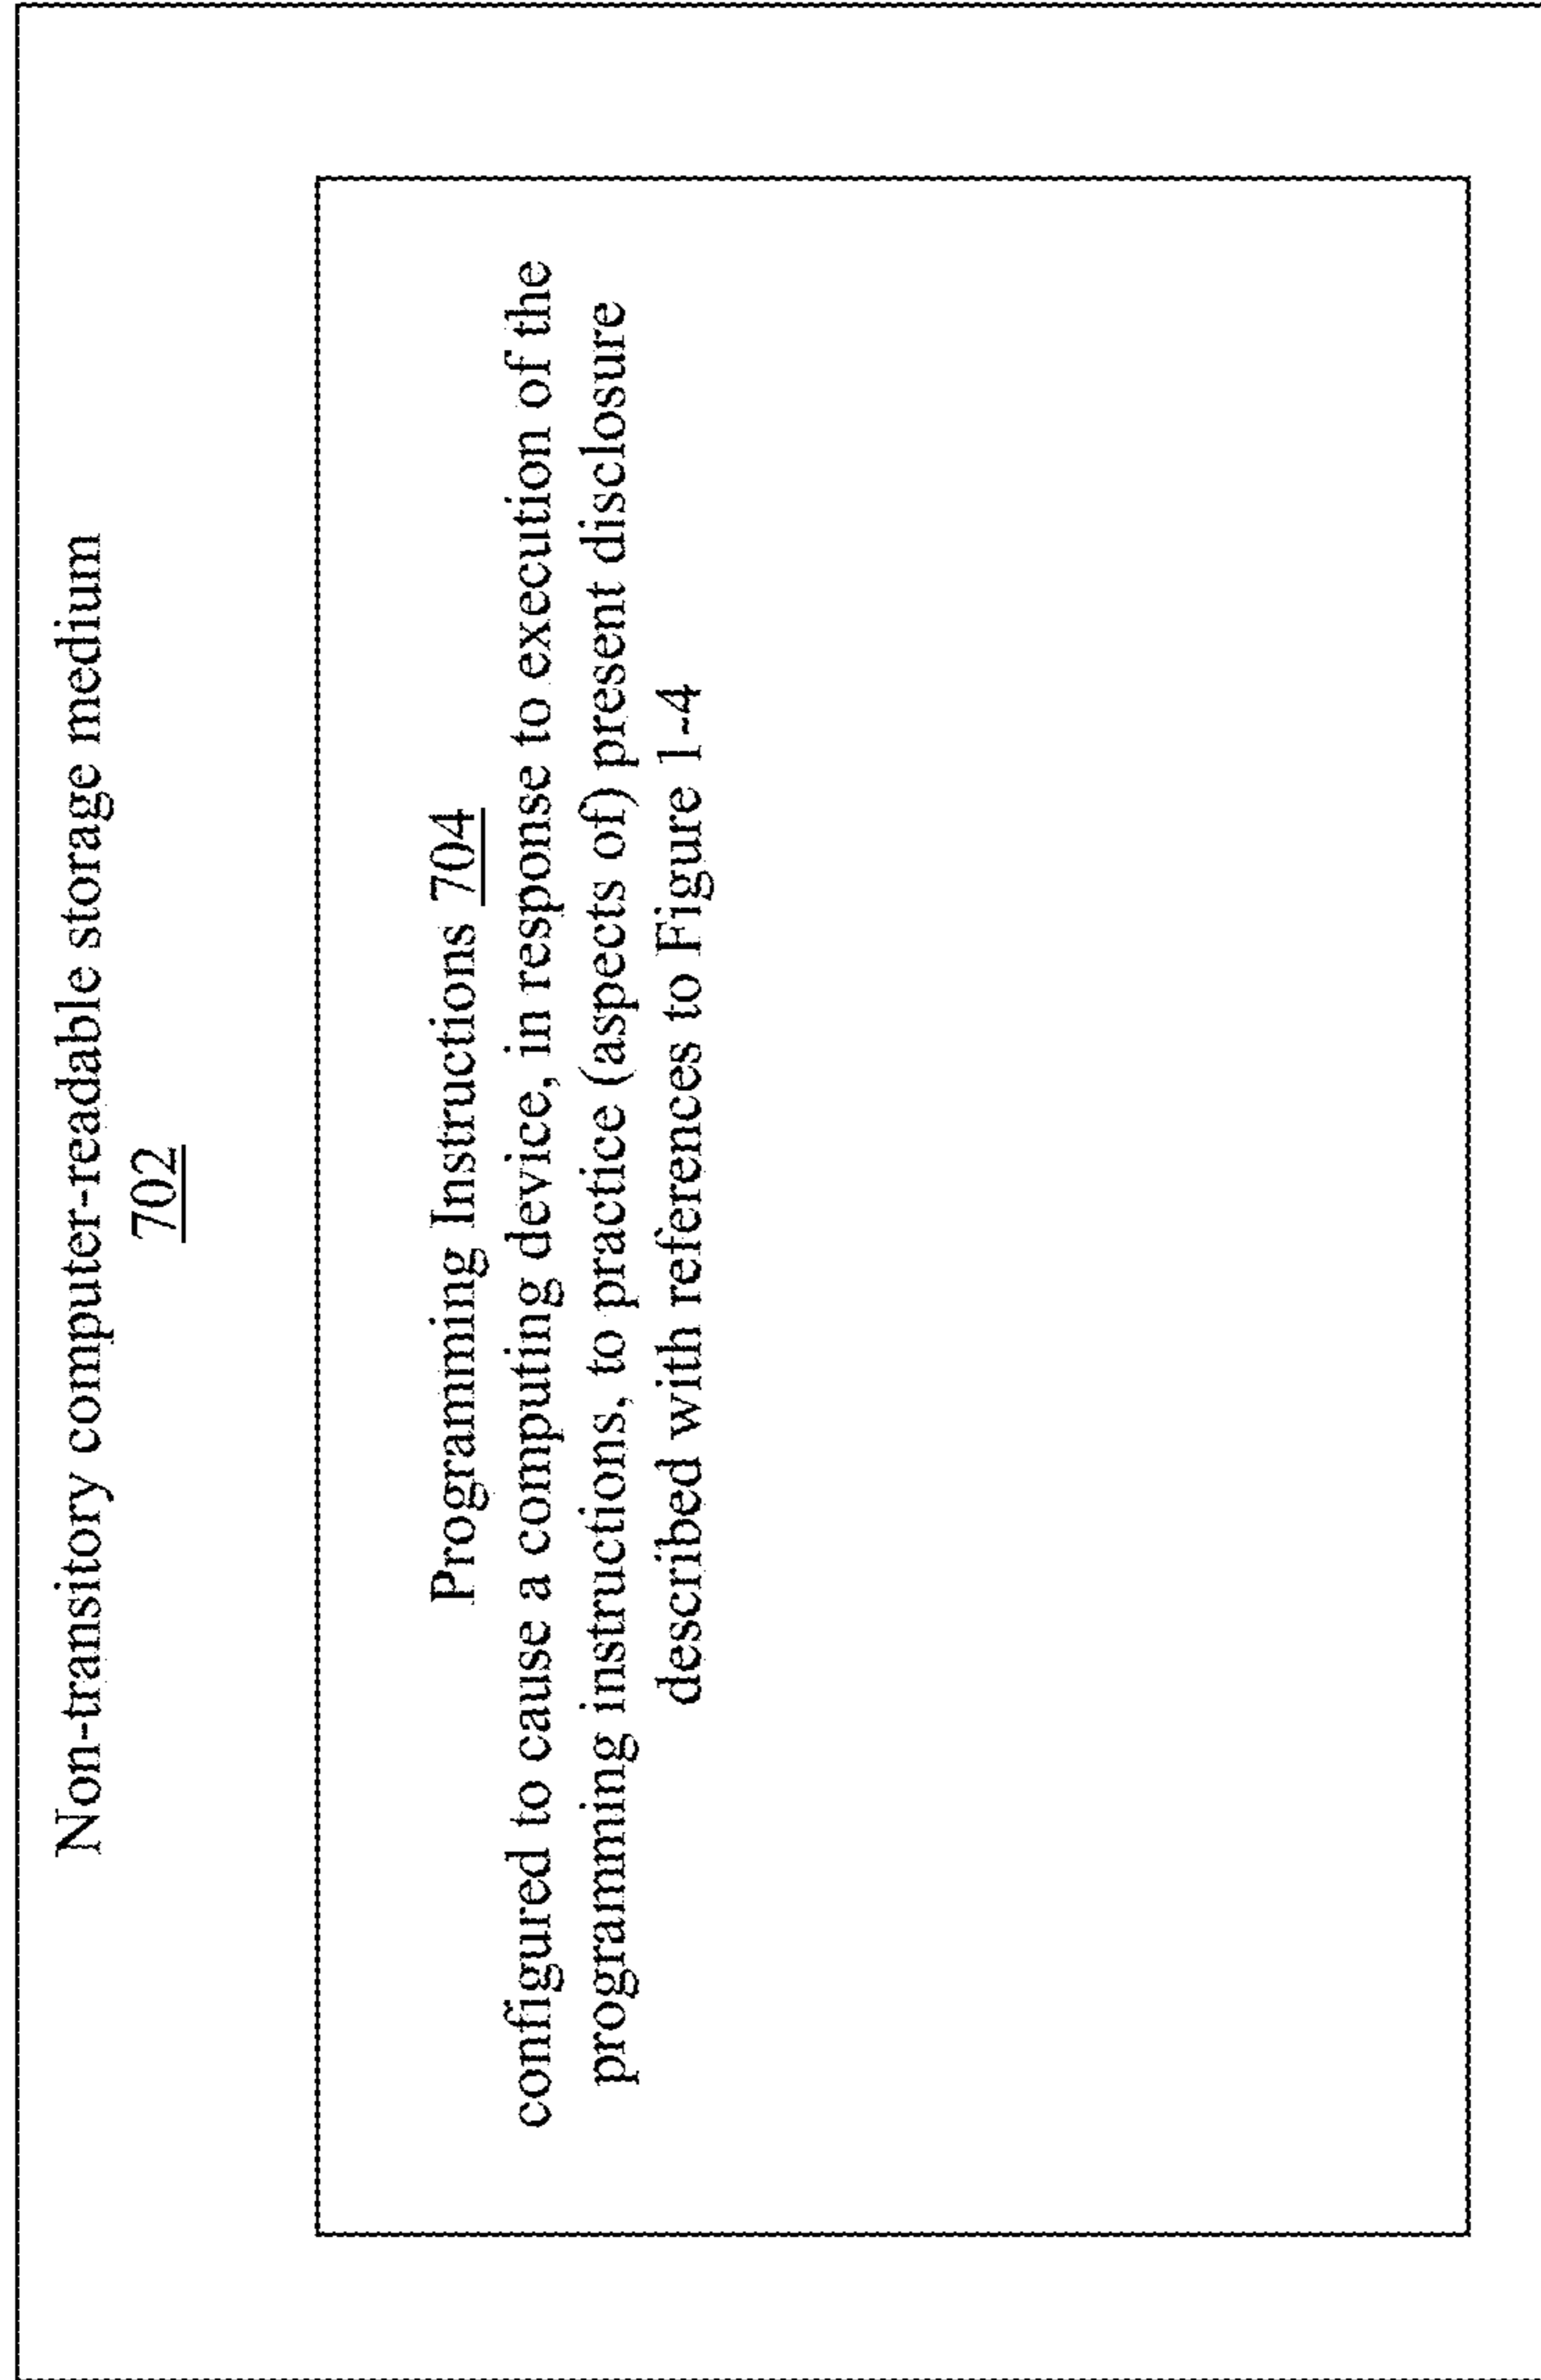 Non-transitory computer-readable storage medium
702
Programming Instructions 704
configured to cause a computing device, in response to execution of the
programming instructions, to practice (aspects of) present disclosure
described with references to Figure 1-4